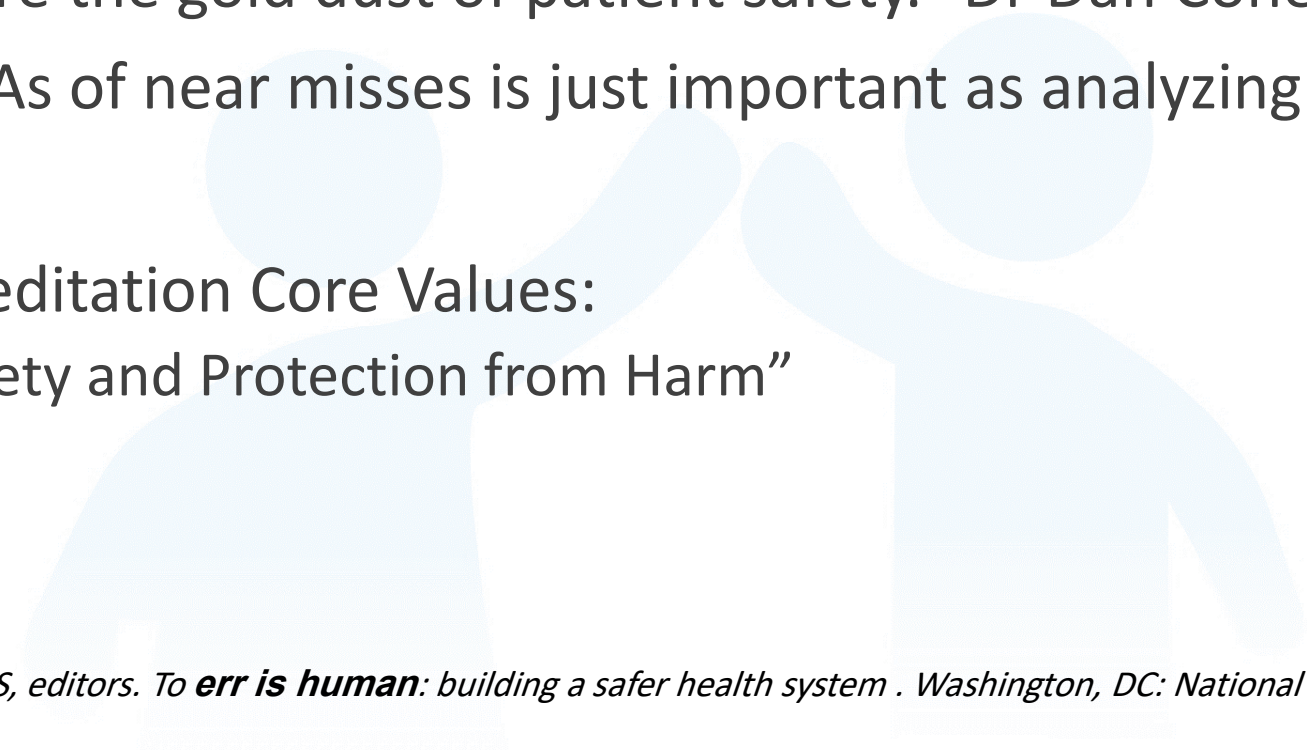 re the gold dust of patient safety." Dr Dan Cohe
As of near misses is just important as analyzing
editation Core Values:
ety and Protection from Harm”
S, editors. To err is human: building a safer health system . Washington, DC: National